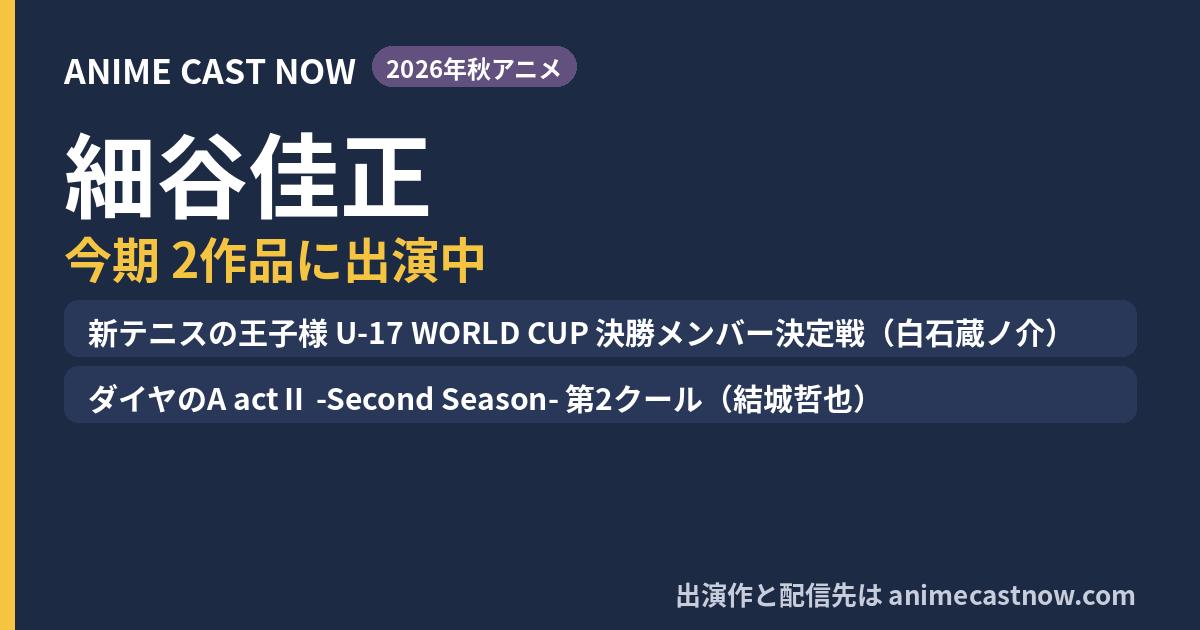 ANIME CAST NOW 2026年秋アニメ
細谷佳正
今期 2作品に出演中
新テニスの王子様 U-17 WORLD CUP 決勝メンバー決定戦（白石蔵ノ介）
ダイヤのA actⅡ -Second Season- 第2クール（結城哲也）
出演作と配信先は animecastnow.com